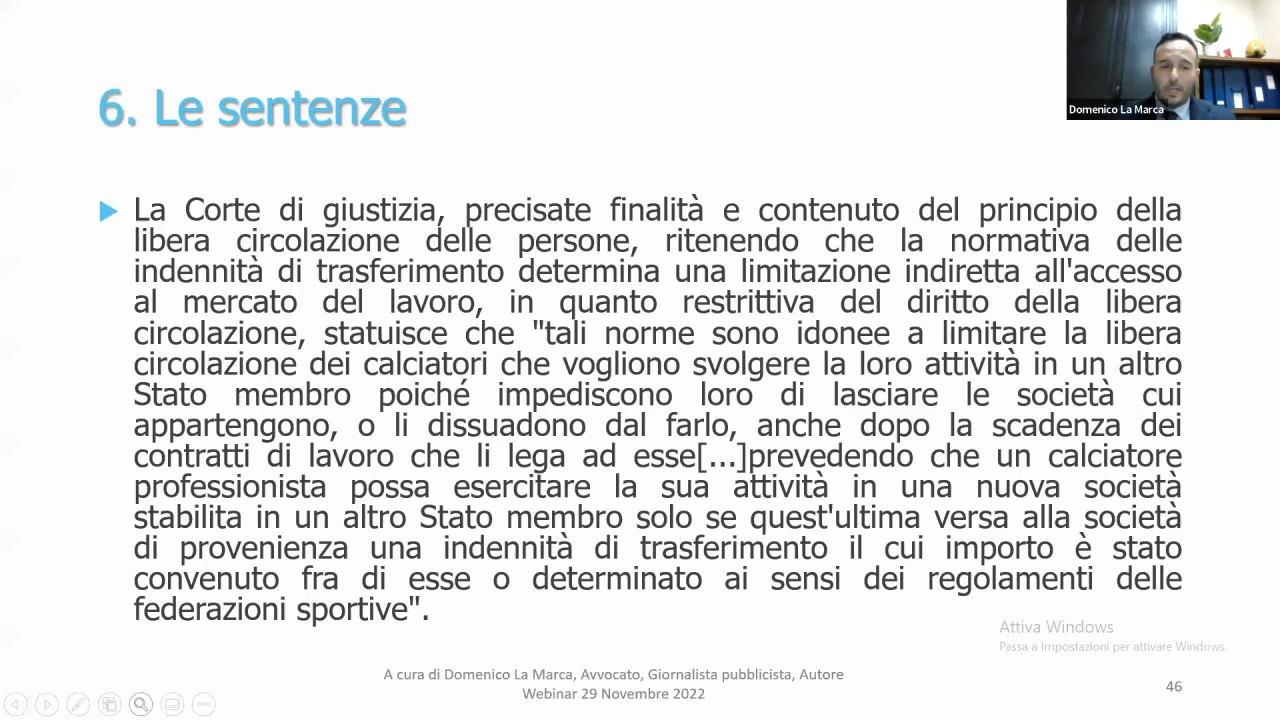 Domenico La Marca
6. Le sentenze
La Corte di giustizia, precisate finalità e contenuto del principio della
libera circolazione delle persone, ritenendo che la normativa delle
indennità di trasferimento determina una limitazione indiretta all'accesso
al mercato del lavoro, in quanto restrittiva del diritto della libera
circolazione, statuisce che "tali norme sono idonee a limitare la libera
circolazione dei calciatori che vogliono svolgere la loro attività in un altro
Stato membro poiché impediscono loro di lasciare le società cui
appartengono, o li dissuadono dal farlo, anche dopo la scadenza dei
contratti di lavoro che li lega ad esse[...]prevedendo che un calciatore
professionista possa esercitare la sua attività in una nuova società
stabilita in un altro Stato membro solo se quest'ultima versa alla società
di provenienza una indennità di trasferimento il cui importo è stato
convenuto fra di esse o determinato ai sensi dei regolamenti delle
federazioni sportive".
Attiva Windows
Passa a Impostazioni per attivare Windows.
A cura di Domenico La Marca, Avvocato, Giornalista pubblicista, Autore
Webinar 29 Novembre 2022
46